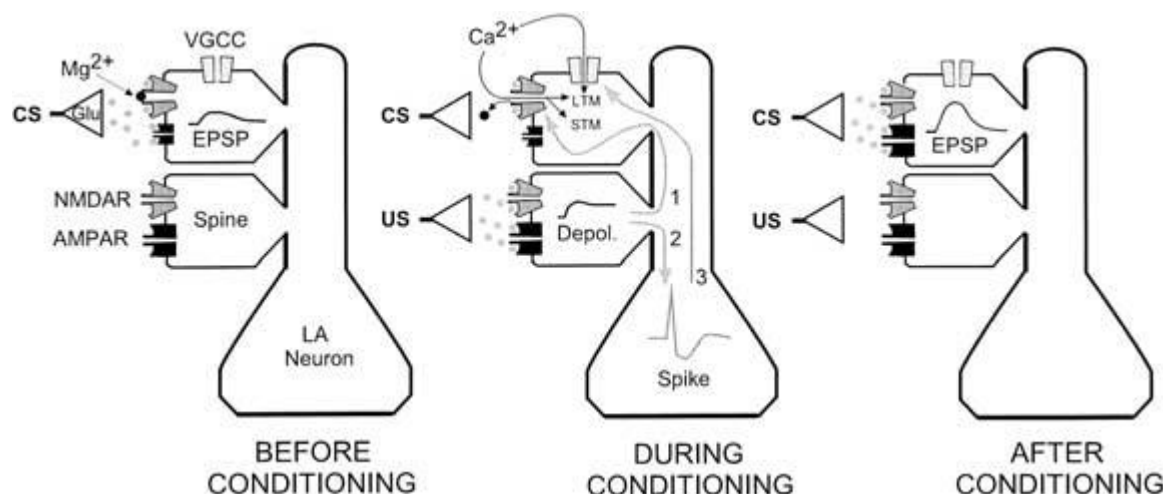 VGCC
Mg2+
CS
Glu
EPSP
NMDAR
AMPAR
Spine
LA
Neuron
BEFORE
CONDITIONING
Ca2+
CS
LTM
STM
US
Depol.
1
2
3
Spike
DURING
CONDITIONING
CS
EPSP
US
AFTER
CONDITIONING